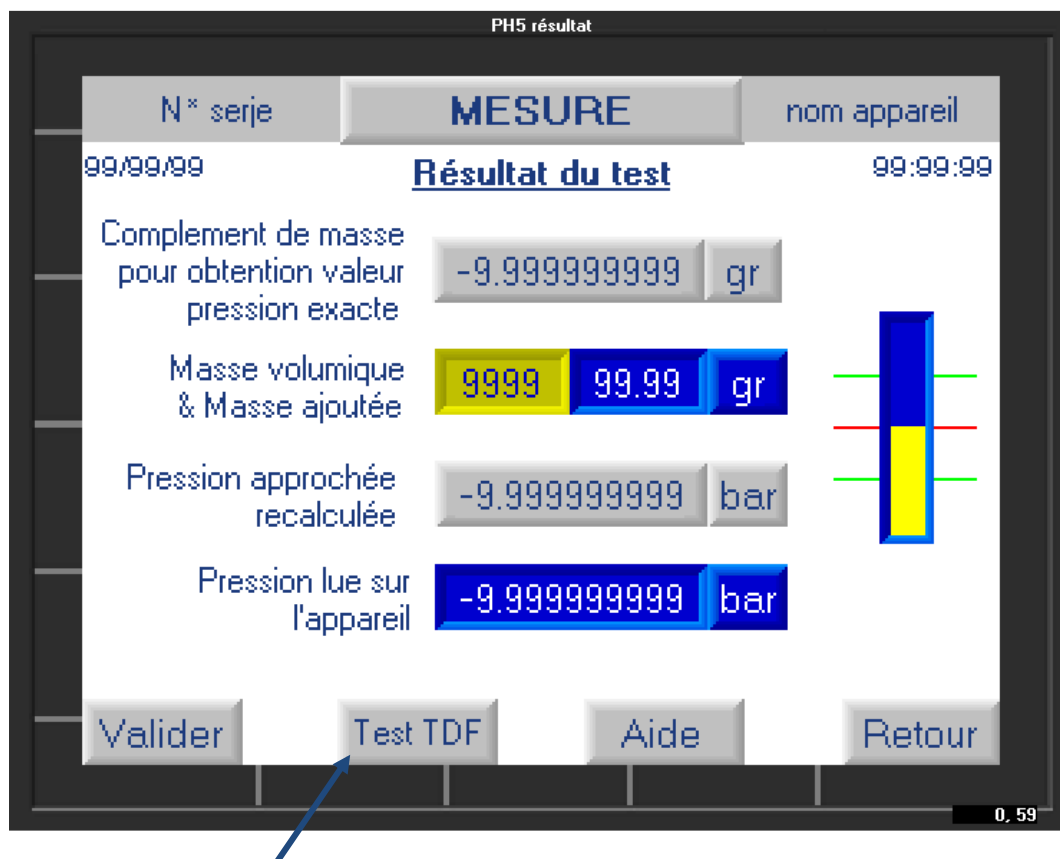 PH5 résultat
N° serje
MESURE
nom appareil
99/99/99
Résultat du test
99:99:99
Complement de masse
pour obtention valeur
pression exacte
-9.999999999
gr
Masse volumique
& Masse ajoutée
9999
99.99
gr
Pression approchée
recalculée
-9.999999999
bar
Pression lue sur
l'appareil
-9.999999999
bar
Valider
Test TDF
Aide
Retour
0, 59